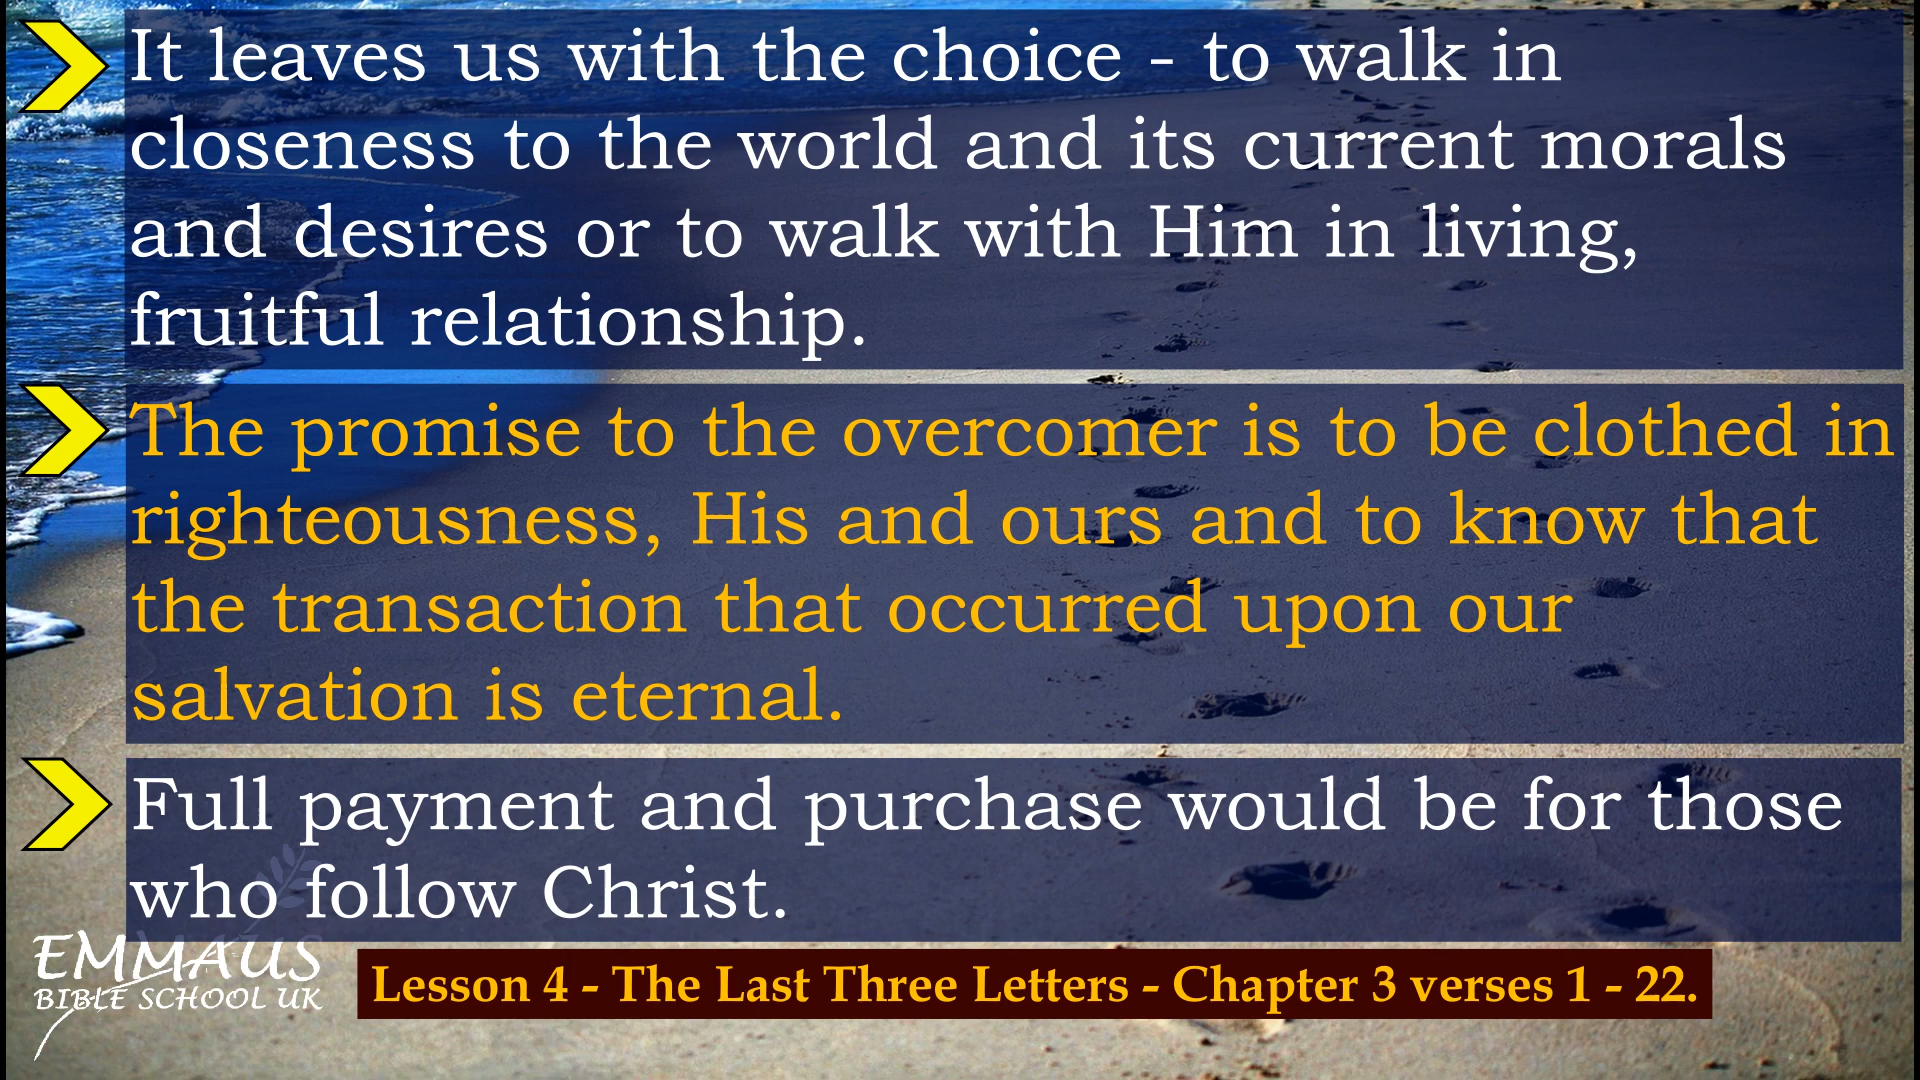 It leaves us with the choice - to walk in
closeness to the world and its current morals
and desires or to walk with Him in living,
fruitful relationship.
The promise to the overcomer is to be clothed in
righteousness, His and ours and to know that
the transaction that occurred upon our
salvation is eternal.
Full payment and purchase would be for those
who follow Christ.
EMMAUS
BIBLE SCHOOL UK
Lesson 4 - The Last Three Letters - Chapter 3 verses 1 - 22.